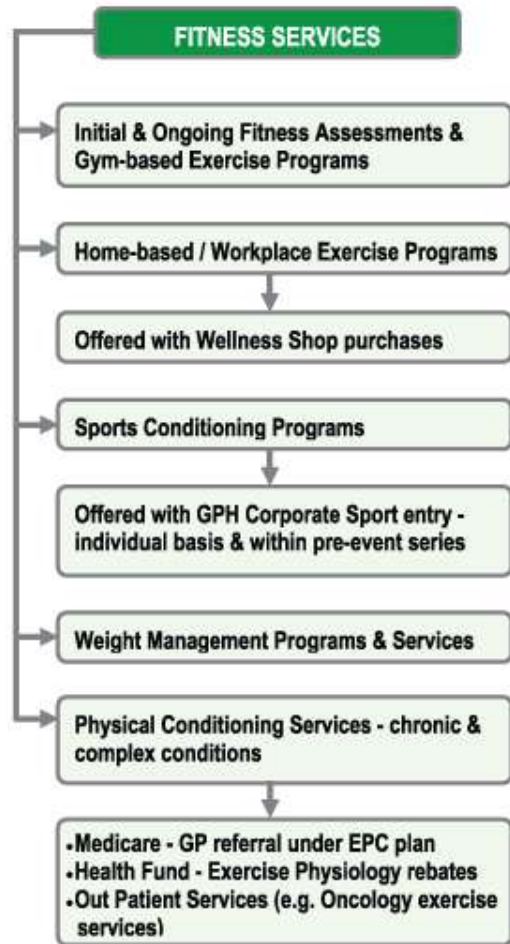 FITNESS SERVICES
Initial & Ongoing Fitness Assessments &
Gym-based Exercise Programs
Home-based / Workplace Exercise Programs
Offered with Wellness Shop purchases
Sports Conditioning Programs
Offered with GPH Corporate Sport entry -
individual basis & within pre-event series
Weight Management Programs & Services
Physical Conditioning Services - chronic &
complex conditions
•Medicare - GP referral under EPC plan
•Health Fund - Exercise Physiology rebates
•Out Patient Services (e.g. Oncology exercise
services)